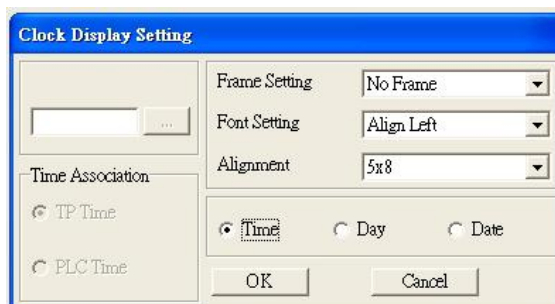 Clock Display Setting
Frame Setting No Frame
Font Setting Align Left
...
Alignment 5x8
Time Association
TP Time
Time Day Date
PLC Time
OK Cancel